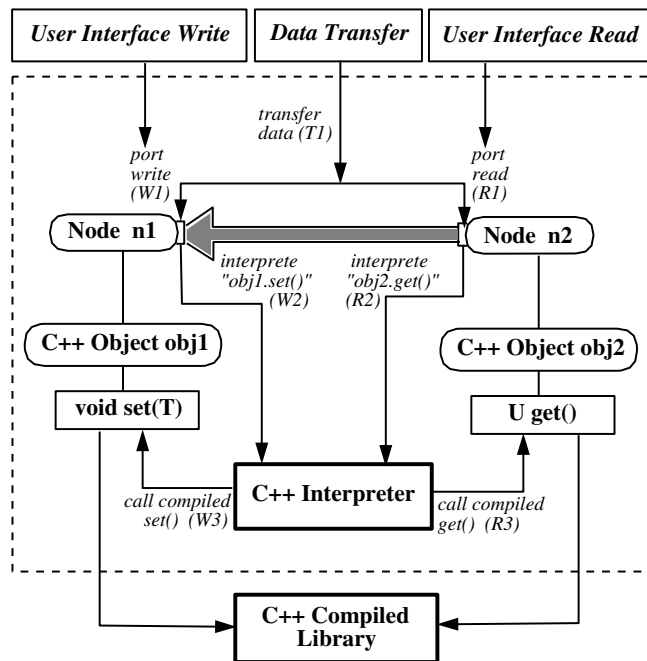 User Interface Write
Data Transfer
User Interface Read
transfer
data (T1)
port
write
(W1)
port
read
(R1)
Node n1
Node n2
interprete
"obj1.set()"
(W2)
interprete
"obj2.get()"
(R2)
C++ Object obj1
C++ Object obj2
void set(T)
U get()
C++ Interpreter
call compiled
set() (W3)
call compiled
get() (R3)
C++ Compiled
Library